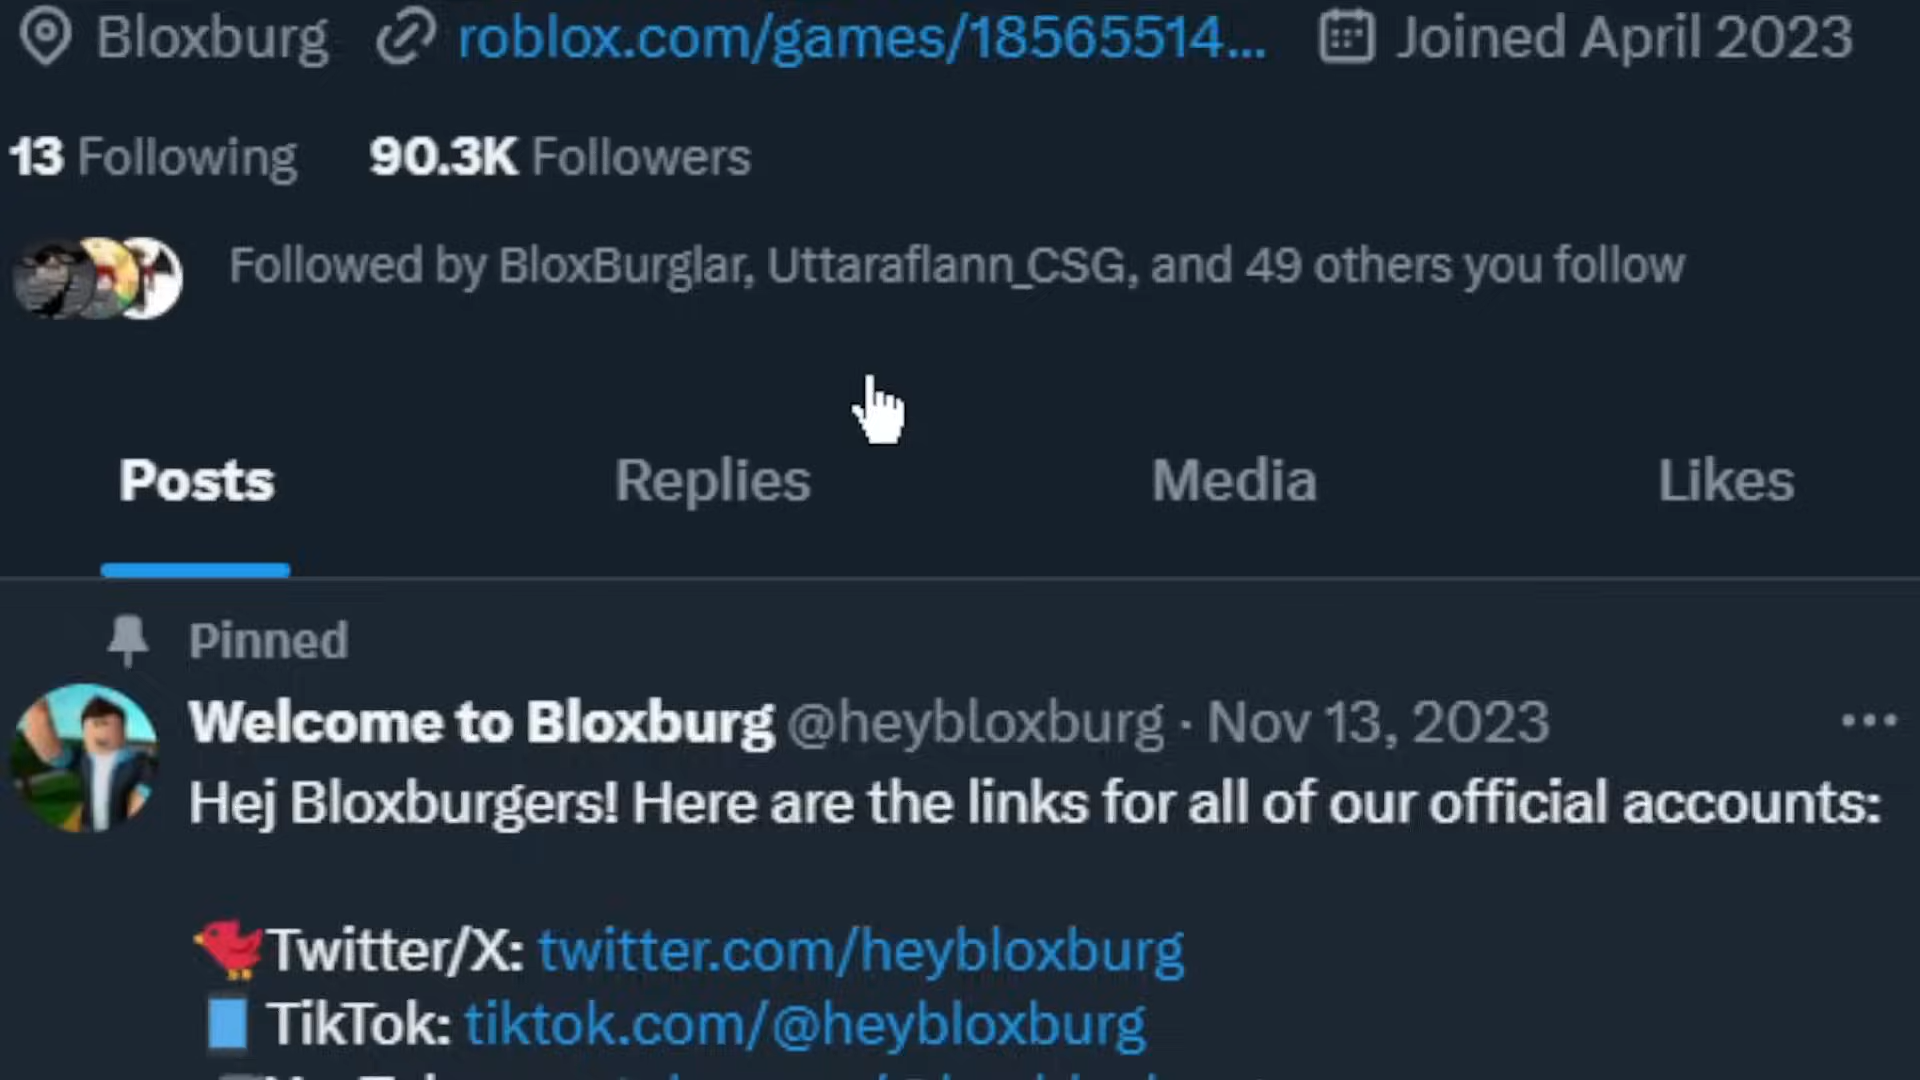 Bloxburg roblox.com/games/18565514... Joined April 2023
13 Following 90.3K Followers
Followed by BloxBurglar, Uttaraflann_CSG, and 49 others you follow
Posts Replies Media Likes
Pinned
Welcome to Bloxburg @heybloxburg · Nov 13, 2023
Hej Bloxburgers! Here are the links for all of our official accounts:
Twitter/X: twitter.com/heybloxburg
TikTok: tiktok.com/@heybloxburg